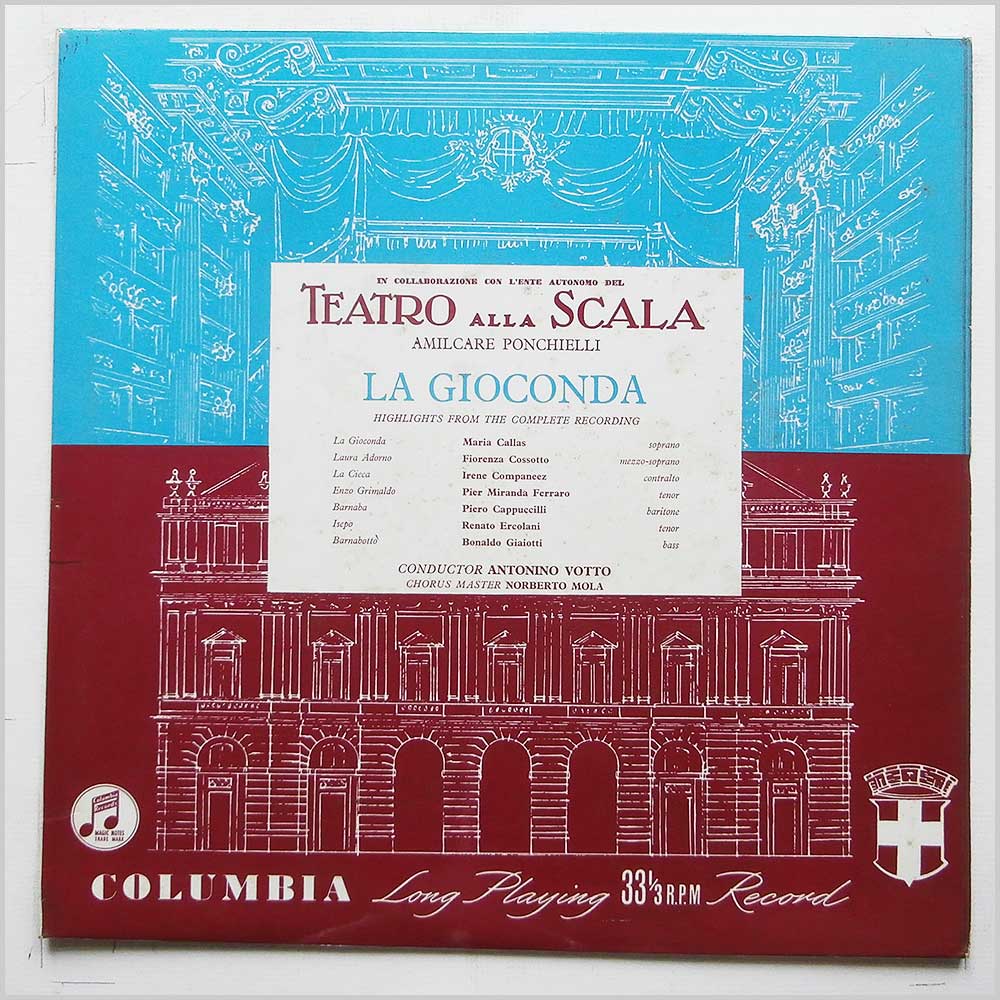 IN COLLABORAZIONE CON L'ENTE AUTONOMO DEL
TEATRO ALLA SCALA
AMILCARE PONCHIELLI
LA GIOCONDA
HIGHLIGHTS FROM THE COMPLETE RECORDING
La Gioconda Maria Callas soprano
Laura Adorno Fiorenza Cossotto mezzo-soprano
La Cieca Irene Companeez contralto
Enzo Grimaldo Pier Miranda Ferraro tenor
Barnaba Piero Cappuccilli baritone
Isepo Renato Ercolani tenor
Barnabotto Bonaldo Giaiotti bass
CONDUCTOR ANTONINO VOTTO
CHORUS MASTER NORBERTO MOLA
Columbia
Records
MAGIC NOTES
TRADE MARK
COLUMBIA Long Playing 33⅓ R.P.M Record